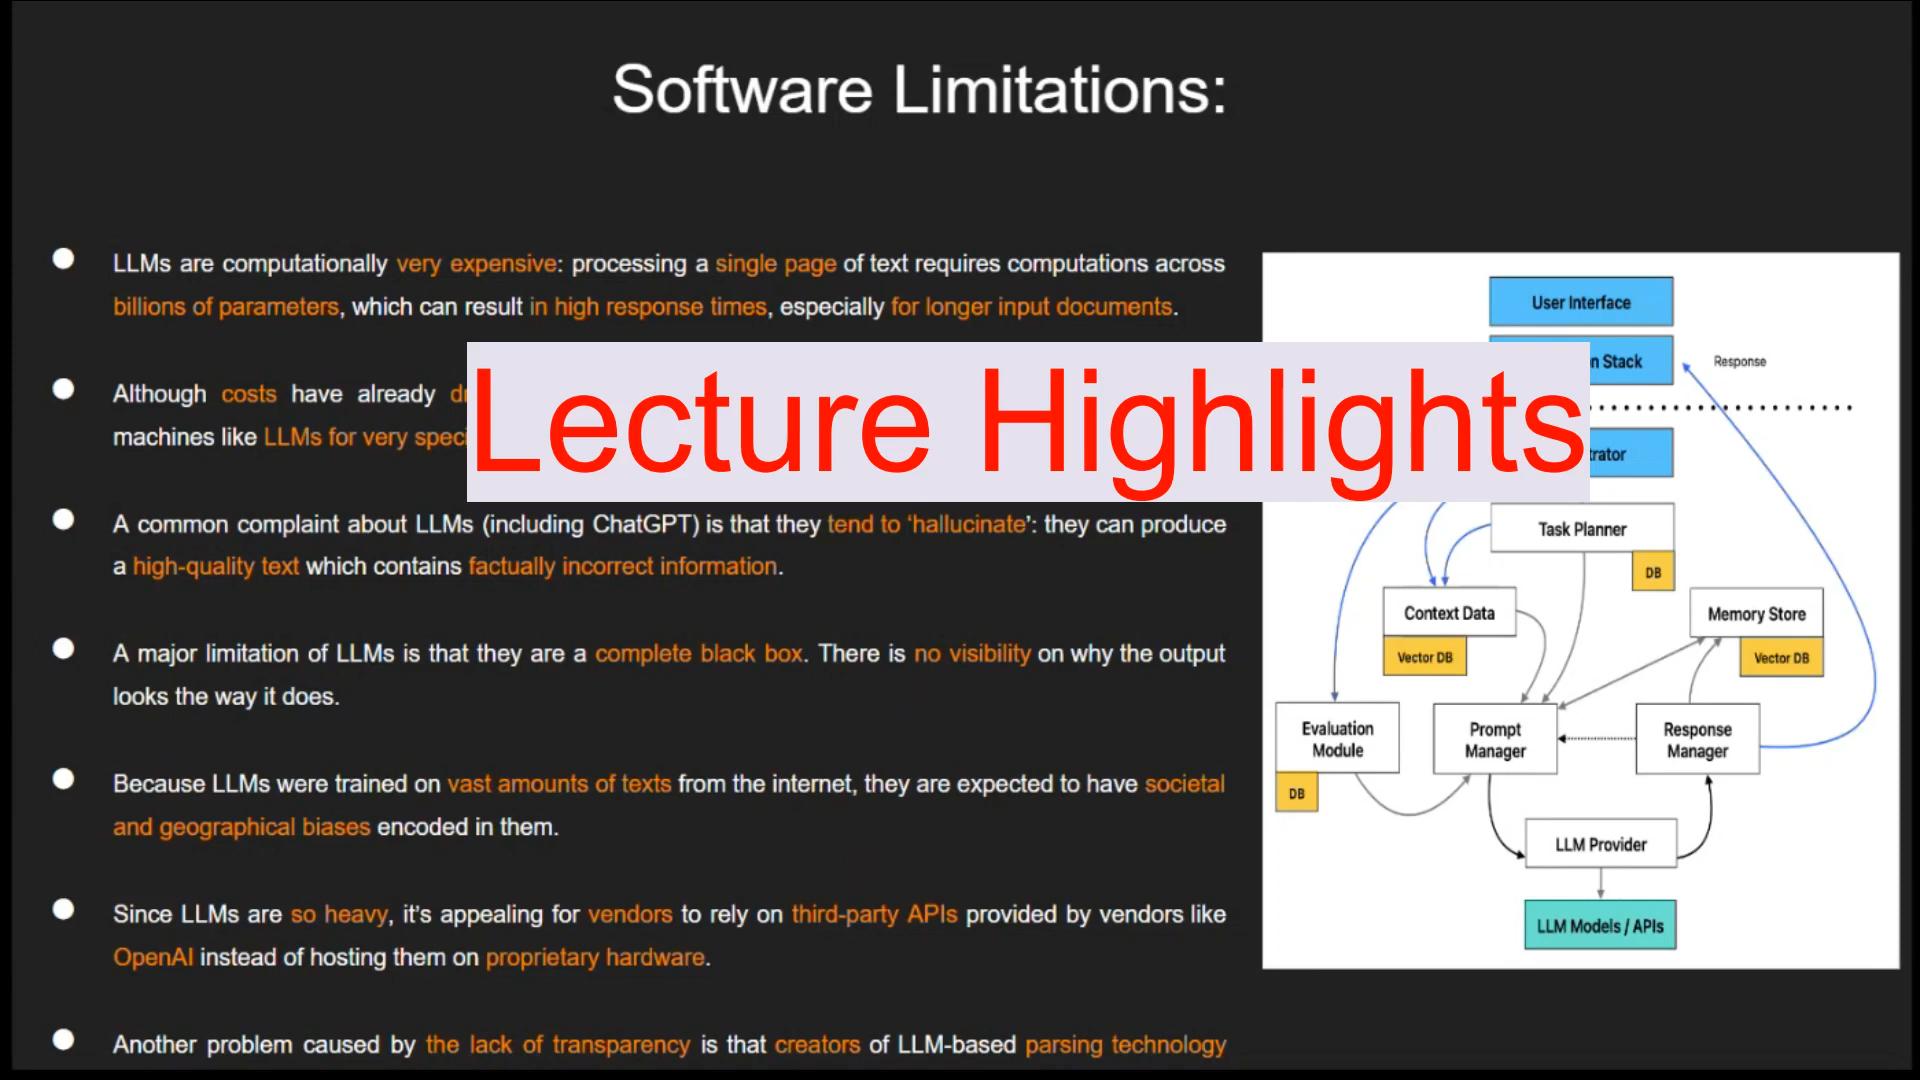 Software Limitations:
LLMs are computationally very expensive: processing a single page of text requires computations across
billions of parameters, which can result in high response times, especially for longer input documents.
Although costs have already
machines like LLMs for very
Lecture Highlights
A common complaint about LLMs (including ChatGPT) is that they tend to ‘hallucinate’: they can produce
a high-quality text which contains factually incorrect information.
A major limitation of LLMs is that they are a complete black box. There is no visibility on why the output
looks the way it does.
Because LLMs were trained on vast amounts of texts from the internet, they are expected to have societal
and geographical biases encoded in them.
Since LLMs are so heavy, it’s appealing for vendors to rely on third-party APIs provided by vendors like
OpenAI instead of hosting them on proprietary hardware.
Another problem caused by the lack of transparency is that creators of LLM-based parsing technology
User Interface
Stack
Response
Task Planner
DB
Context Data
Vector DB
Memory Store
Vector DB
Evaluation
Module
DB
Prompt
Manager
Response
Manager
LLM Provider
LLM Models / APIs